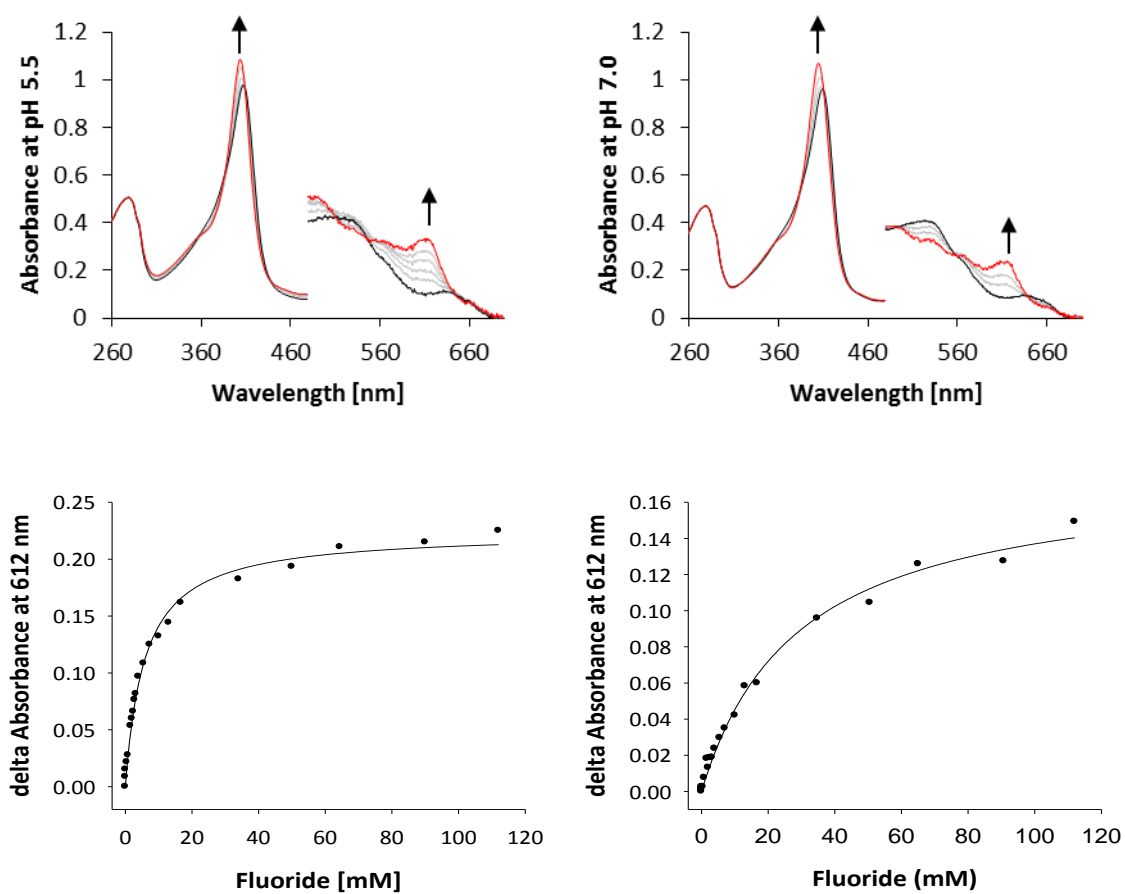 Absorbance at pH 5.5
1.2
1
0.8
0.6
0.4
0.2
0
260 360 460 560 660
Wavelength [nm]
Absorbance at pH 7.0
1.2
1
0.8
0.6
0.4
0.2
0
260 360 460 560 660
Wavelength [nm]
delta Absorbance at 612 nm
0.25
0.20
0.15
0.10
0.05
0.00
0 20 40 60 80 100 120
Fluoride [mM]
delta Absorbance at 612 nm
0.16
0.14
0.12
0.10
0.08
0.06
0.04
0.02
0.00
0 20 40 60 80 100 120
Fluoride (mM)